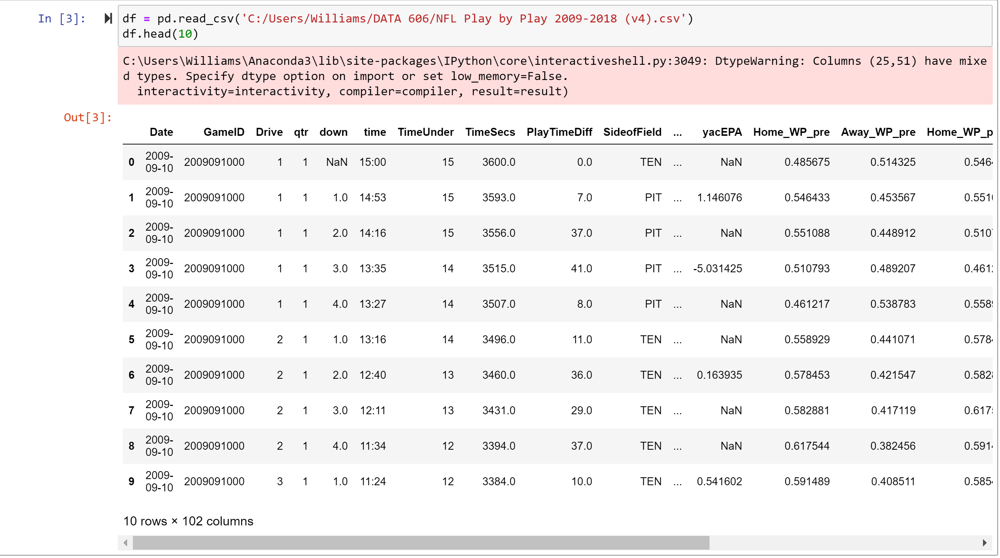 In [3]: df = pd.read_csv('C:/Users/Williams/DATA 606/NFL Play by Play 2009-2018 (v4).csv')
df.head(10)
C:\Users\Williams\Anaconda3\lib\site-packages\IPython\core\interactiveshell.py:3049: DtypeWarning: Columns (25,51) have mixe
d types. Specify dtype option on import or set low_memory=False.
interactivity=interactivity, compiler=compiler, result=result)
Out[3]:
Date GameID Drive qtr down time TimeUnder TimeSecs PlayTimeDiff SideofField ... yacEPA Home_WP_pre Away_WP_pre Home_WP_p
0 2009-09-10 2009091000 1 1 NaN 15:00 15 3600.0 0.0 TEN ... NaN 0.485675 0.514325 0.546
1 2009-09-10 2009091000 1 1 1.0 14:53 15 3593.0 7.0 PIT ... 1.146076 0.546433 0.453567 0.551
2 2009-09-10 2009091000 1 1 2.0 14:16 15 3556.0 37.0 PIT ... NaN 0.551088 0.448912 0.510
3 2009-09-10 2009091000 1 1 3.0 13:35 14 3515.0 41.0 PIT ... -5.031425 0.510793 0.489207 0.461
4 2009-09-10 2009091000 1 1 4.0 13:27 14 3507.0 8.0 PIT ... NaN 0.461217 0.538783 0.558
5 2009-09-10 2009091000 2 1 1.0 13:16 14 3496.0 11.0 TEN ... NaN 0.558929 0.441071 0.578
6 2009-09-10 2009091000 2 1 2.0 12:40 13 3460.0 36.0 TEN ... 0.163935 0.578453 0.421547 0.582
7 2009-09-10 2009091000 2 1 3.0 12:11 13 3431.0 29.0 TEN ... NaN 0.582881 0.417119 0.617
8 2009-09-10 2009091000 2 1 4.0 11:34 12 3394.0 37.0 TEN ... NaN 0.617544 0.382456 0.591
9 2009-09-10 2009091000 3 1 1.0 11:24 12 3384.0 10.0 TEN ... 0.541602 0.591489 0.408511 0.585
10 rows × 102 columns